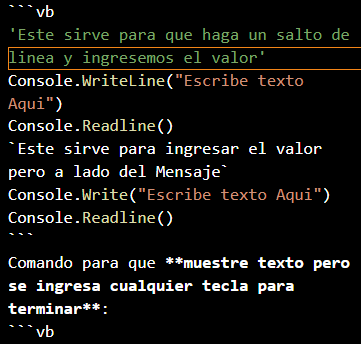 ```vb
'Este sirve para que haga un salto de
linea y ingresemos el valor'
Console.WriteLine("Escribe texto
Aqui")
Console.Readline()
`Este sirve para ingresar el valor
pero a lado del Mensaje`
Console.Write("Escribe texto Aqui")
Console.Readline()
```
Comando para que **muestre texto pero
se ingresa cualquier tecla para
terminar**:
```vb